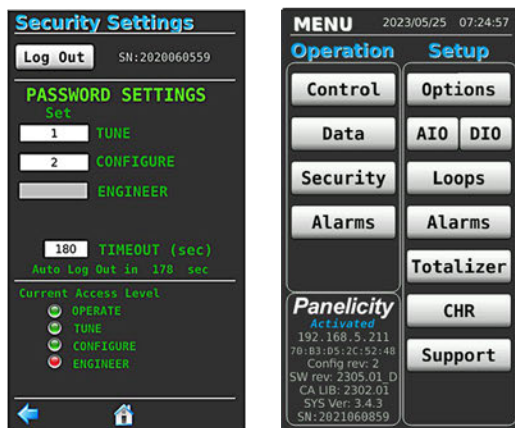 Security Settings
Log Out
SN:2020060559
PASSWORD SETTINGS
Set
1 TUNE
2 CONFIGURE
ENGINEER
180 TIMEOUT (sec)
Auto Log Out in 178 sec
Current Access Level
OPERATE
TUNE
CONFIGURE
ENGINEER
MENU 2023/05/25 07:24:57
Operation
Control
Data
Security
Alarms
Panelicity
Activated
192.168.5.211
70:B3:D5:2C:52:48
Config rev: 2
SW rev: 2305.01_D
CA LIB: 2302.01
SYS Ver: 3.4.3
SN:2021060859
Setup
Options
AIO DIO
Loops
Alarms
Totalizer
CHR
Support